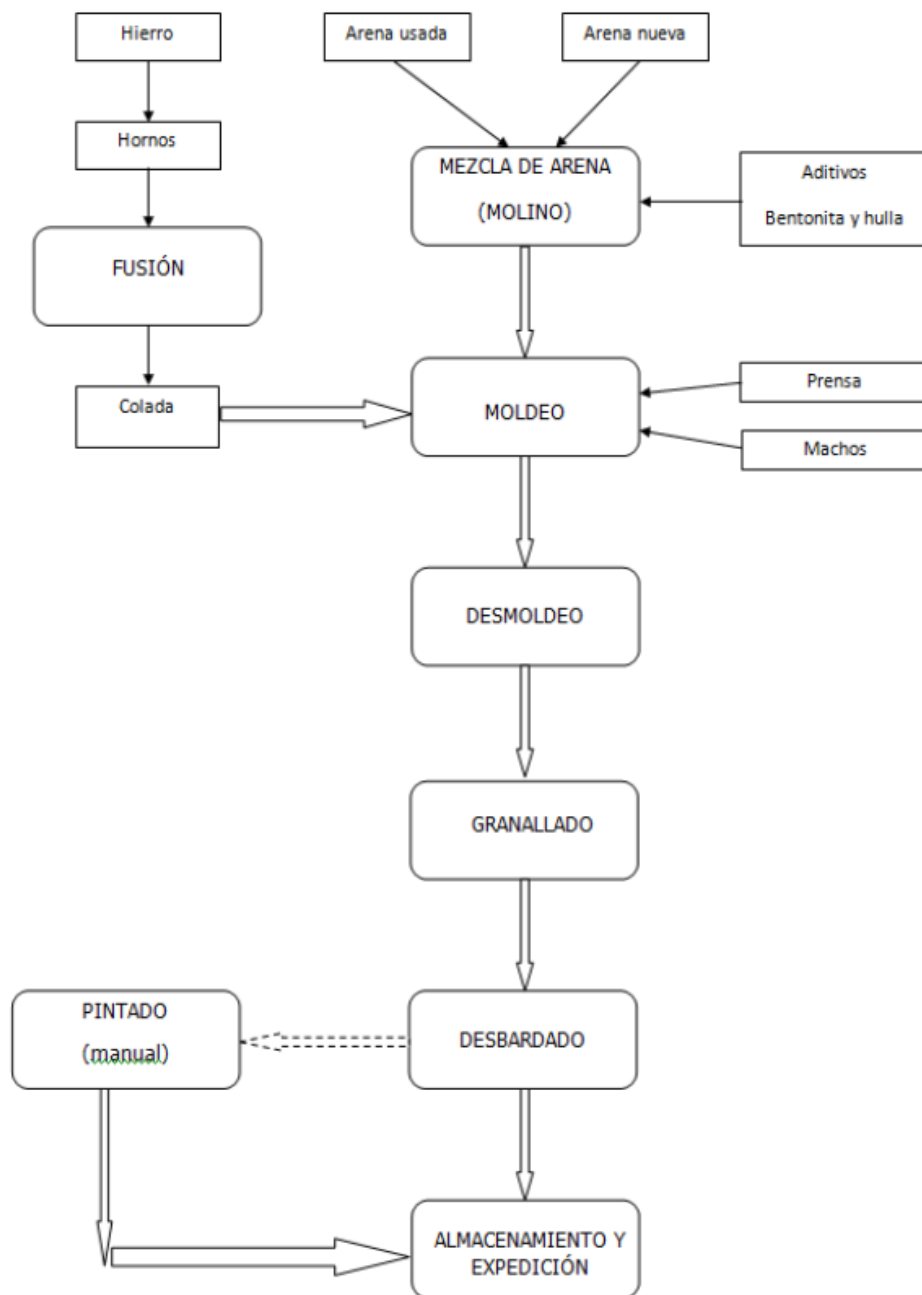 Hierro
Arena usada
Arena nueva
Hornos
MEZCLA DE ARENA
(MOLINO)
Aditivos
Bentonita y hulla
FUSIÓN
Colada
MOLDEO
Prensa
Machos
DESMOLDEO
GRANALLADO
PINTADO
(manual)
DESBARDADO
ALMACENAMIENTO Y
EXPEDICIÓN